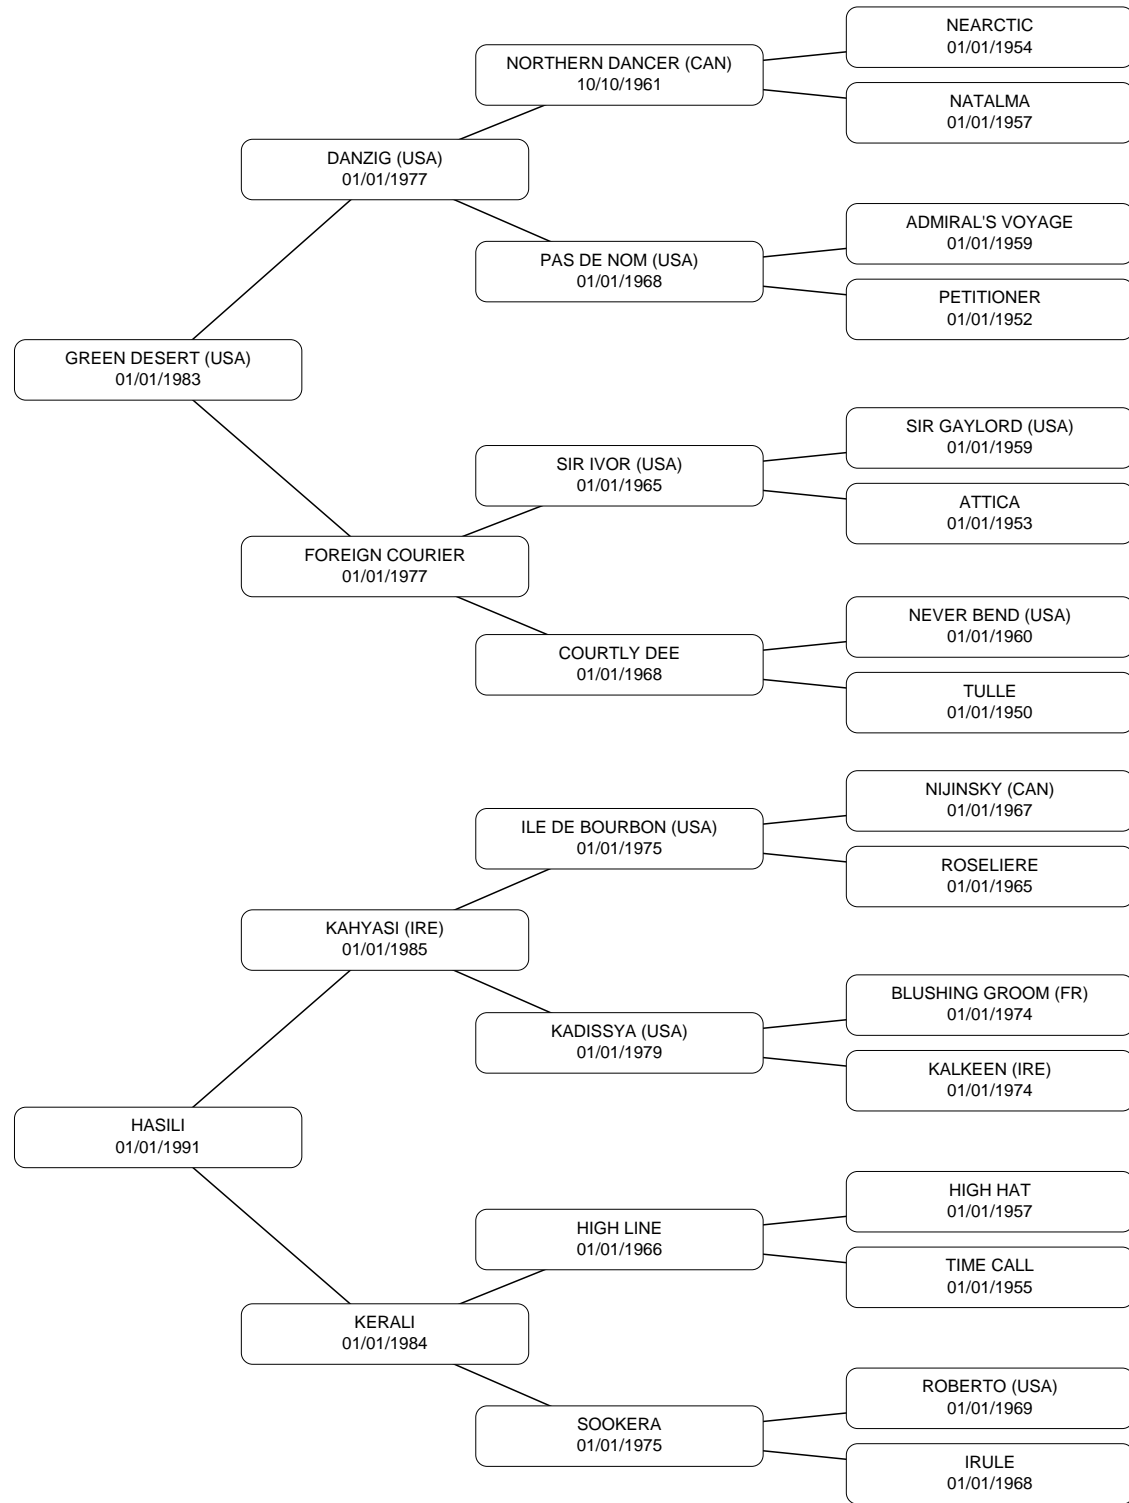 NEARCTIC
01/01/1954
NORTHERN DANCER (CAN)
10/10/1961
NATALMA
01/01/1957
DANZIG (USA)
01/01/1977
ADMIRAL'S VOYAGE
01/01/1959
PAS DE NOM (USA)
01/01/1968
PETITIONER
01/01/1952
GREEN DESERT (USA)
01/01/1983
SIR GAYLORD (USA)
01/01/1959
SIR IVOR (USA)
01/01/1965
ATTICA
01/01/1953
FOREIGN COURIER
01/01/1977
NEVER BEND (USA)
01/01/1960
COURTLY DEE
01/01/1968
TULLE
01/01/1950
NIJINSKY (CAN)
01/01/1967
ILE DE BOURBON (USA)
01/01/1975
ROSELIERE
01/01/1965
KAHYASI (IRE)
01/01/1985
BLUSHING GROOM (FR)
01/01/1974
KADISSYA (USA)
01/01/1979
KALKEEN (IRE)
01/01/1974
HASILI
01/01/1991
HIGH HAT
01/01/1957
HIGH LINE
01/01/1966
TIME CALL
01/01/1955
KERALI
01/01/1984
ROBERTO (USA)
01/01/1969
SOOKERA
01/01/1975
IRULE
01/01/1968